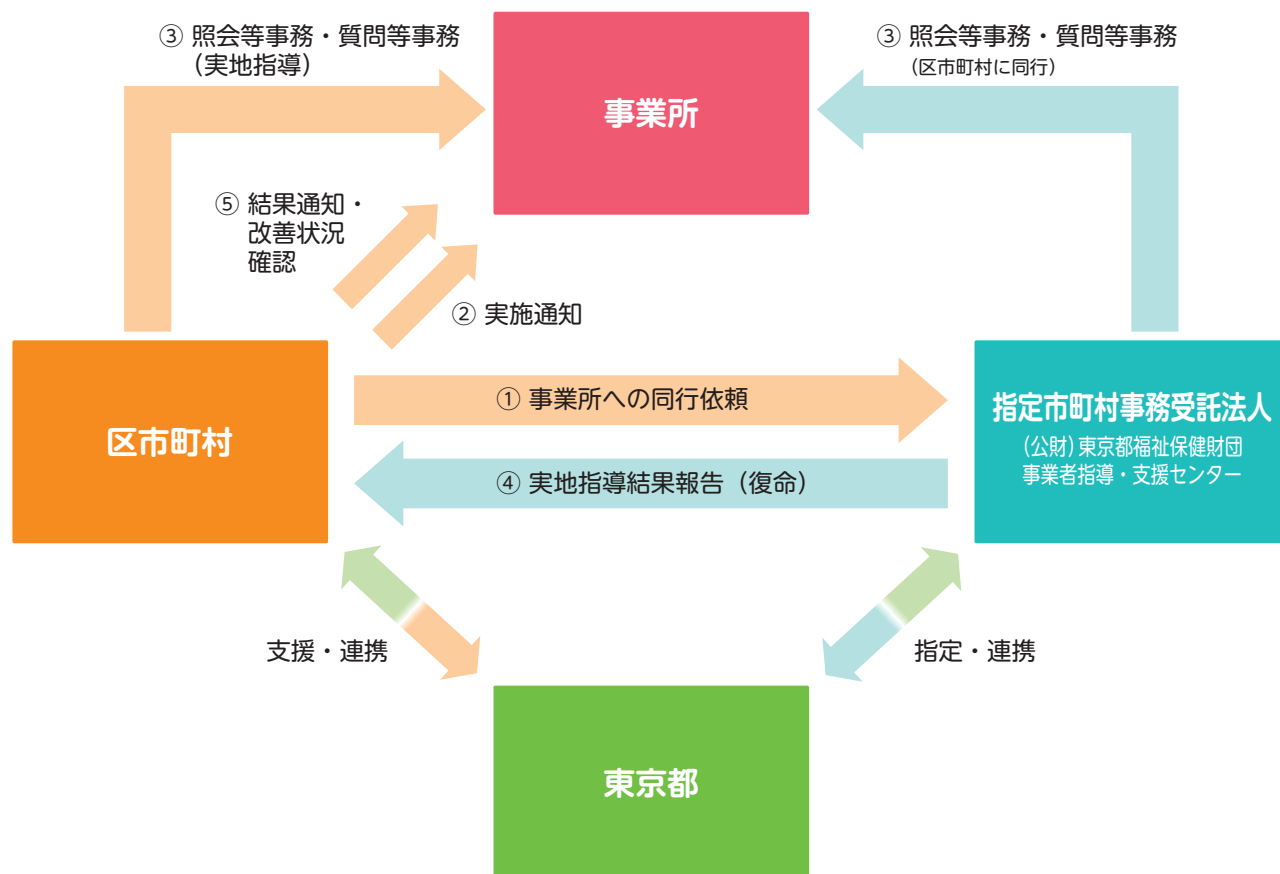 ③ 照会等事務・質問等事務
（実地指導）
③ 照会等事務・質問等事務
（区市町村に同行）
事業所
⑤ 結果通知・
改善状況
確認
② 実施通知
区市町村
① 事業所への同行依頼
④ 実地指導結果報告（復命）
指定市町村事務受託法人
（公財）東京都福祉保健財団
事業者指導・支援センター
支援・連携
指定・連携
東京都